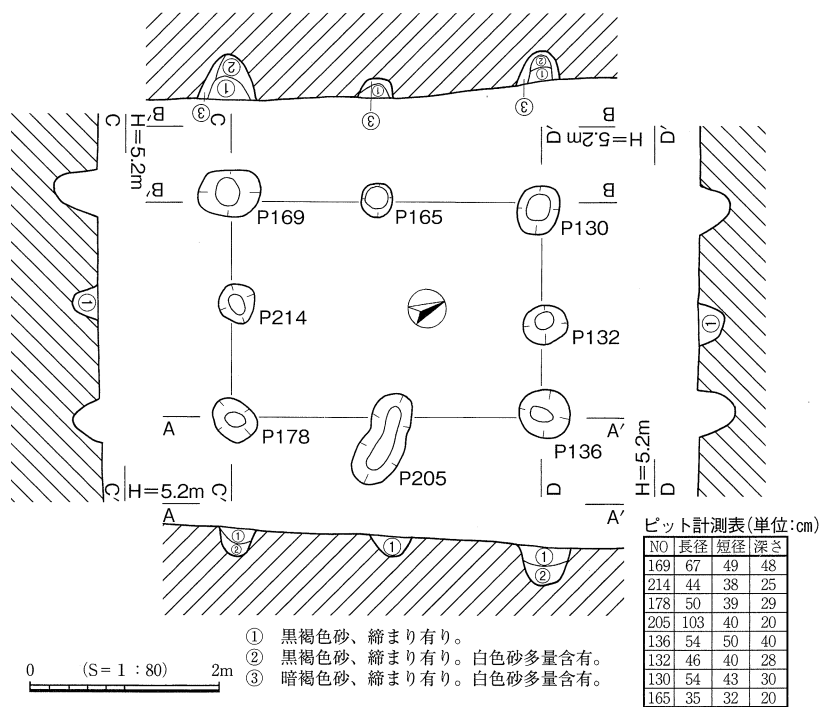 ② ② 
① ① ①
③ ③ ③
C B′ C B
H=5.2m
D′ H=5.2m D′
B′ B
P169 P165 P130
① P214 P132 ①
A P178 A′
P136
P205
C′ H=5.2m C′ D H=5.2m D
A A′
① ① ①
② ②
ピット計測表(単位:cm)
NO 長径 短径 深さ
169 67 49 48
214 44 38 25
178 50 39 29
205 103 40 20
136 54 50 40
132 46 40 28
130 54 43 30
165 35 32 20
① 黒褐色砂、締まり有り。
② 黒褐色砂、締まり有り。白色砂多量含有。
③ 暗褐色砂、締まり有り。白色砂多量含有。
0 (S=1:80) 2m